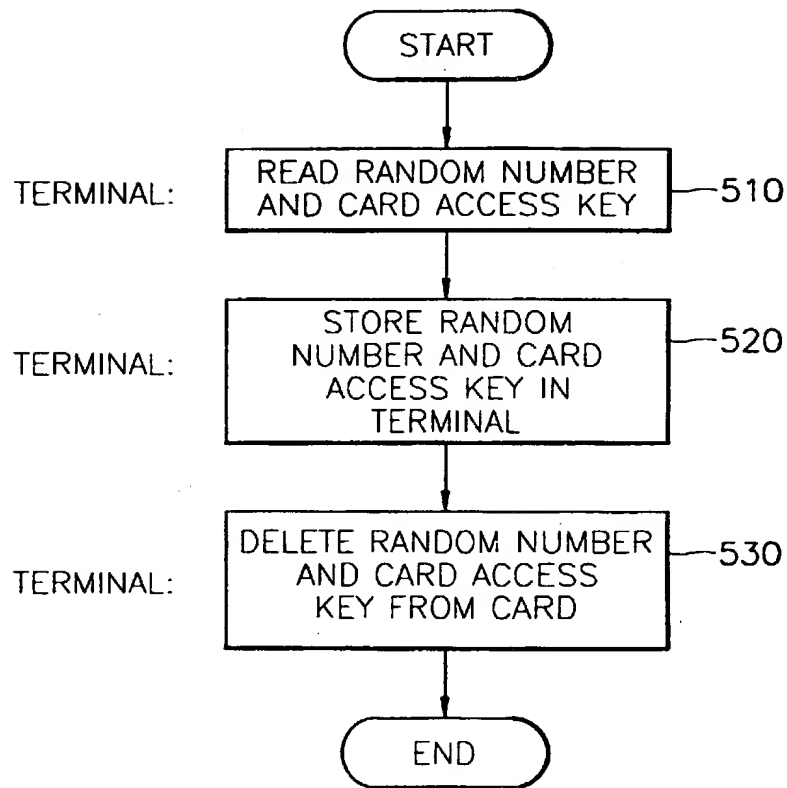 START
TERMINAL:
READ RANDOM NUMBER
AND CARD ACCESS KEY
510
TERMINAL:
STORE RANDOM
NUMBER AND CARD
ACCESS KEY IN
TERMINAL
520
TERMINAL:
DELETE RANDOM NUMBER
AND CARD ACCESS
KEY FROM CARD
530
END